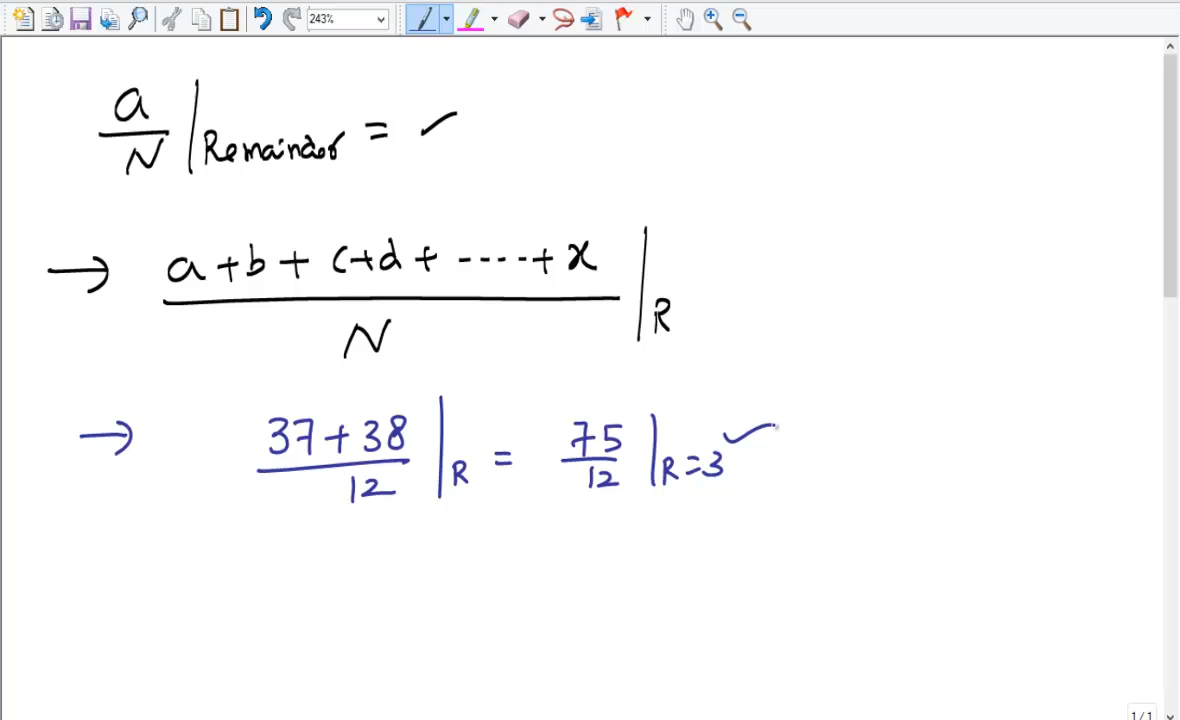 243%
a/N |Remainder = ✓
→ a+b+c+d+-----+x / N |R
→ 37+38 / 12 |R = 75/12 |R=3 ✓
1/1